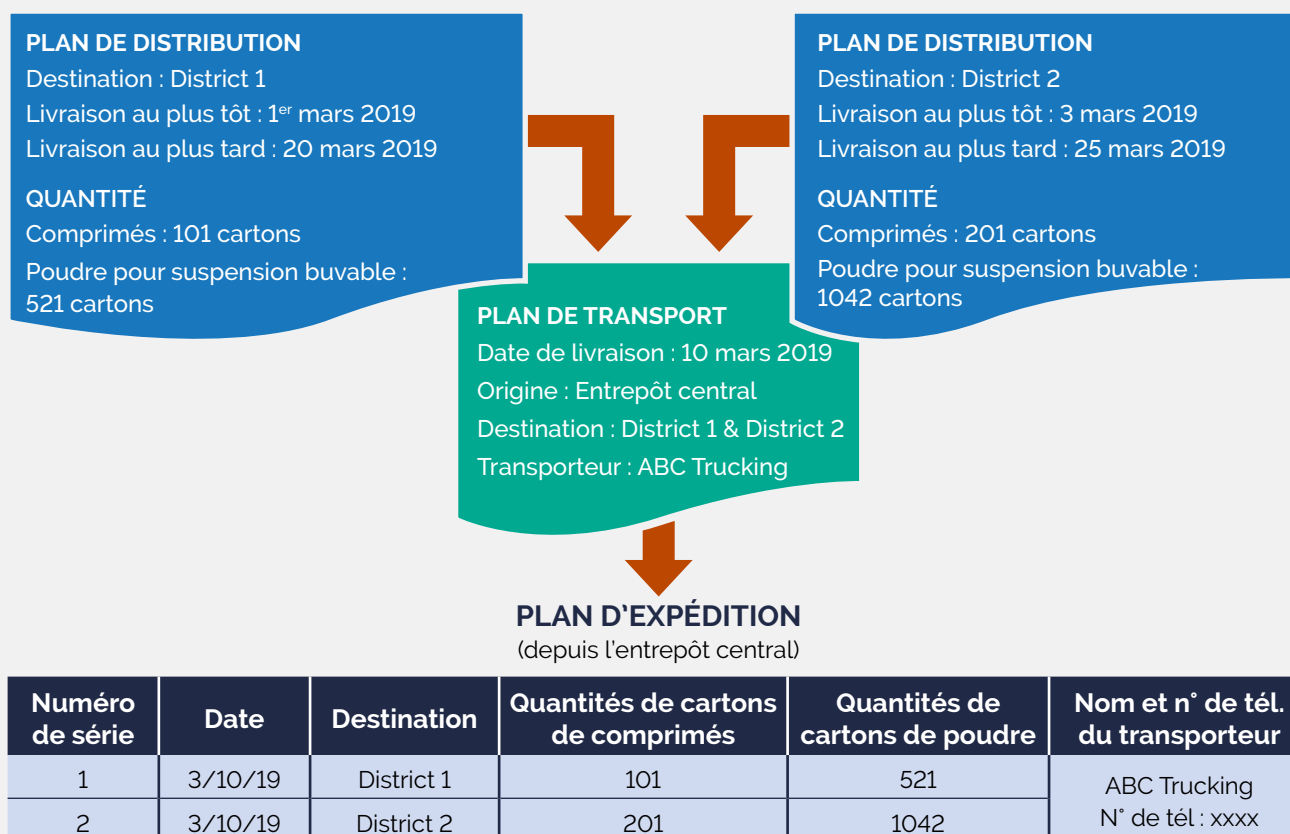 PLAN DE DISTRIBUTION
Destination : District 1
Livraison au plus tôt : 1er mars 2019
Livraison au plus tard : 20 mars 2019
QUANTITÉ
Comprimés : 101 cartons
Poudre pour suspension buvable :
521 cartons
PLAN DE DISTRIBUTION
Destination : District 2
Livraison au plus tôt : 3 mars 2019
Livraison au plus tard : 25 mars 2019
QUANTITÉ
Comprimés : 201 cartons
Poudre pour suspension buvable :
1042 cartons
PLAN DE TRANSPORT
Date de livraison : 10 mars 2019
Origine : Entrepôt central
Destination : District 1 & District 2
Transporteur : ABC Trucking
PLAN D’EXPÉDITION
(depuis l’entrepôt central)
Numéro de série | Date | Destination | Quantités de cartons de comprimés | Quantités de cartons de poudre | Nom et n° de tél. du transporteur
1 | 3/10/19 | District 1 | 101 | 521 | ABC Trucking
2 | 3/10/19 | District 2 | 201 | 1042 | N° de tél : xxxx